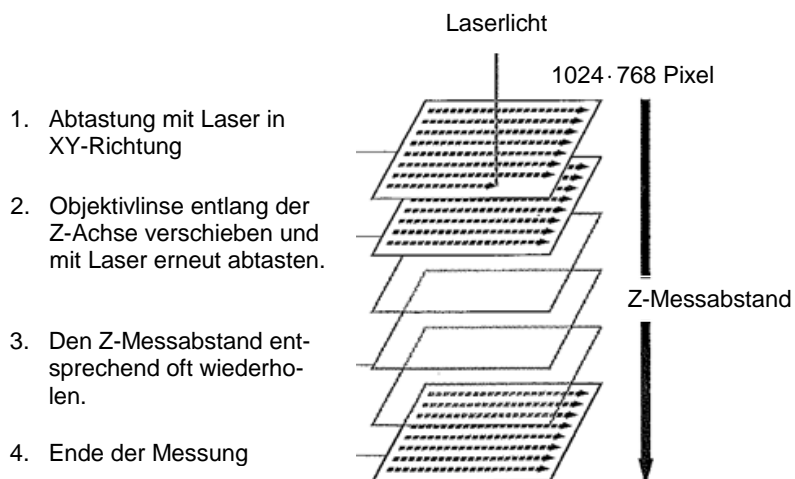 Laserlicht
1024 · 768 Pixel
1. Abtastung mit Laser in
XY-Richtung
2. Objektivlinse entlang der
Z-Achse verschieben und
mit Laser erneut abtasten.
Z-Messabstand
3. Den Z-Messabstand ent-
sprechend oft wiederho-
len.
4. Ende der Messung